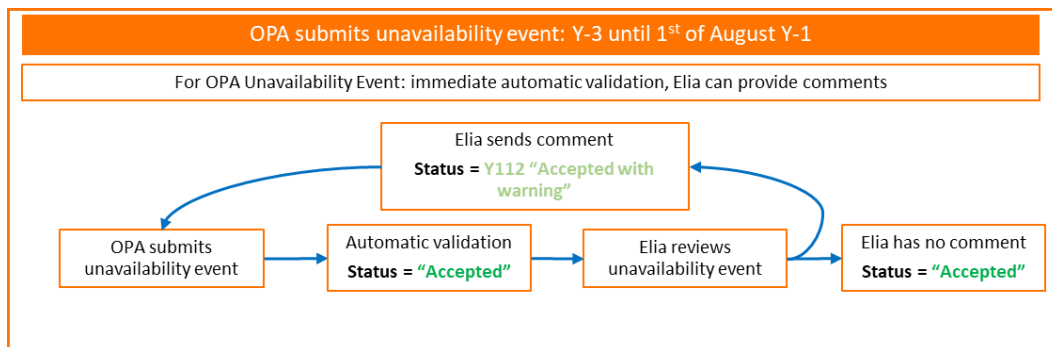 OPA submits unavailability event: Y-3 until 1st of August Y-1
For OPA Unavailability Event: immediate automatic validation, Elia can provide comments
Elia sends comment
Status = Y112 “Accepted with
warning”
OPA submits
unavailability event
Automatic validation
Status = “Accepted”
Elia reviews
unavailability event
Elia has no comment
Status = “Accepted”